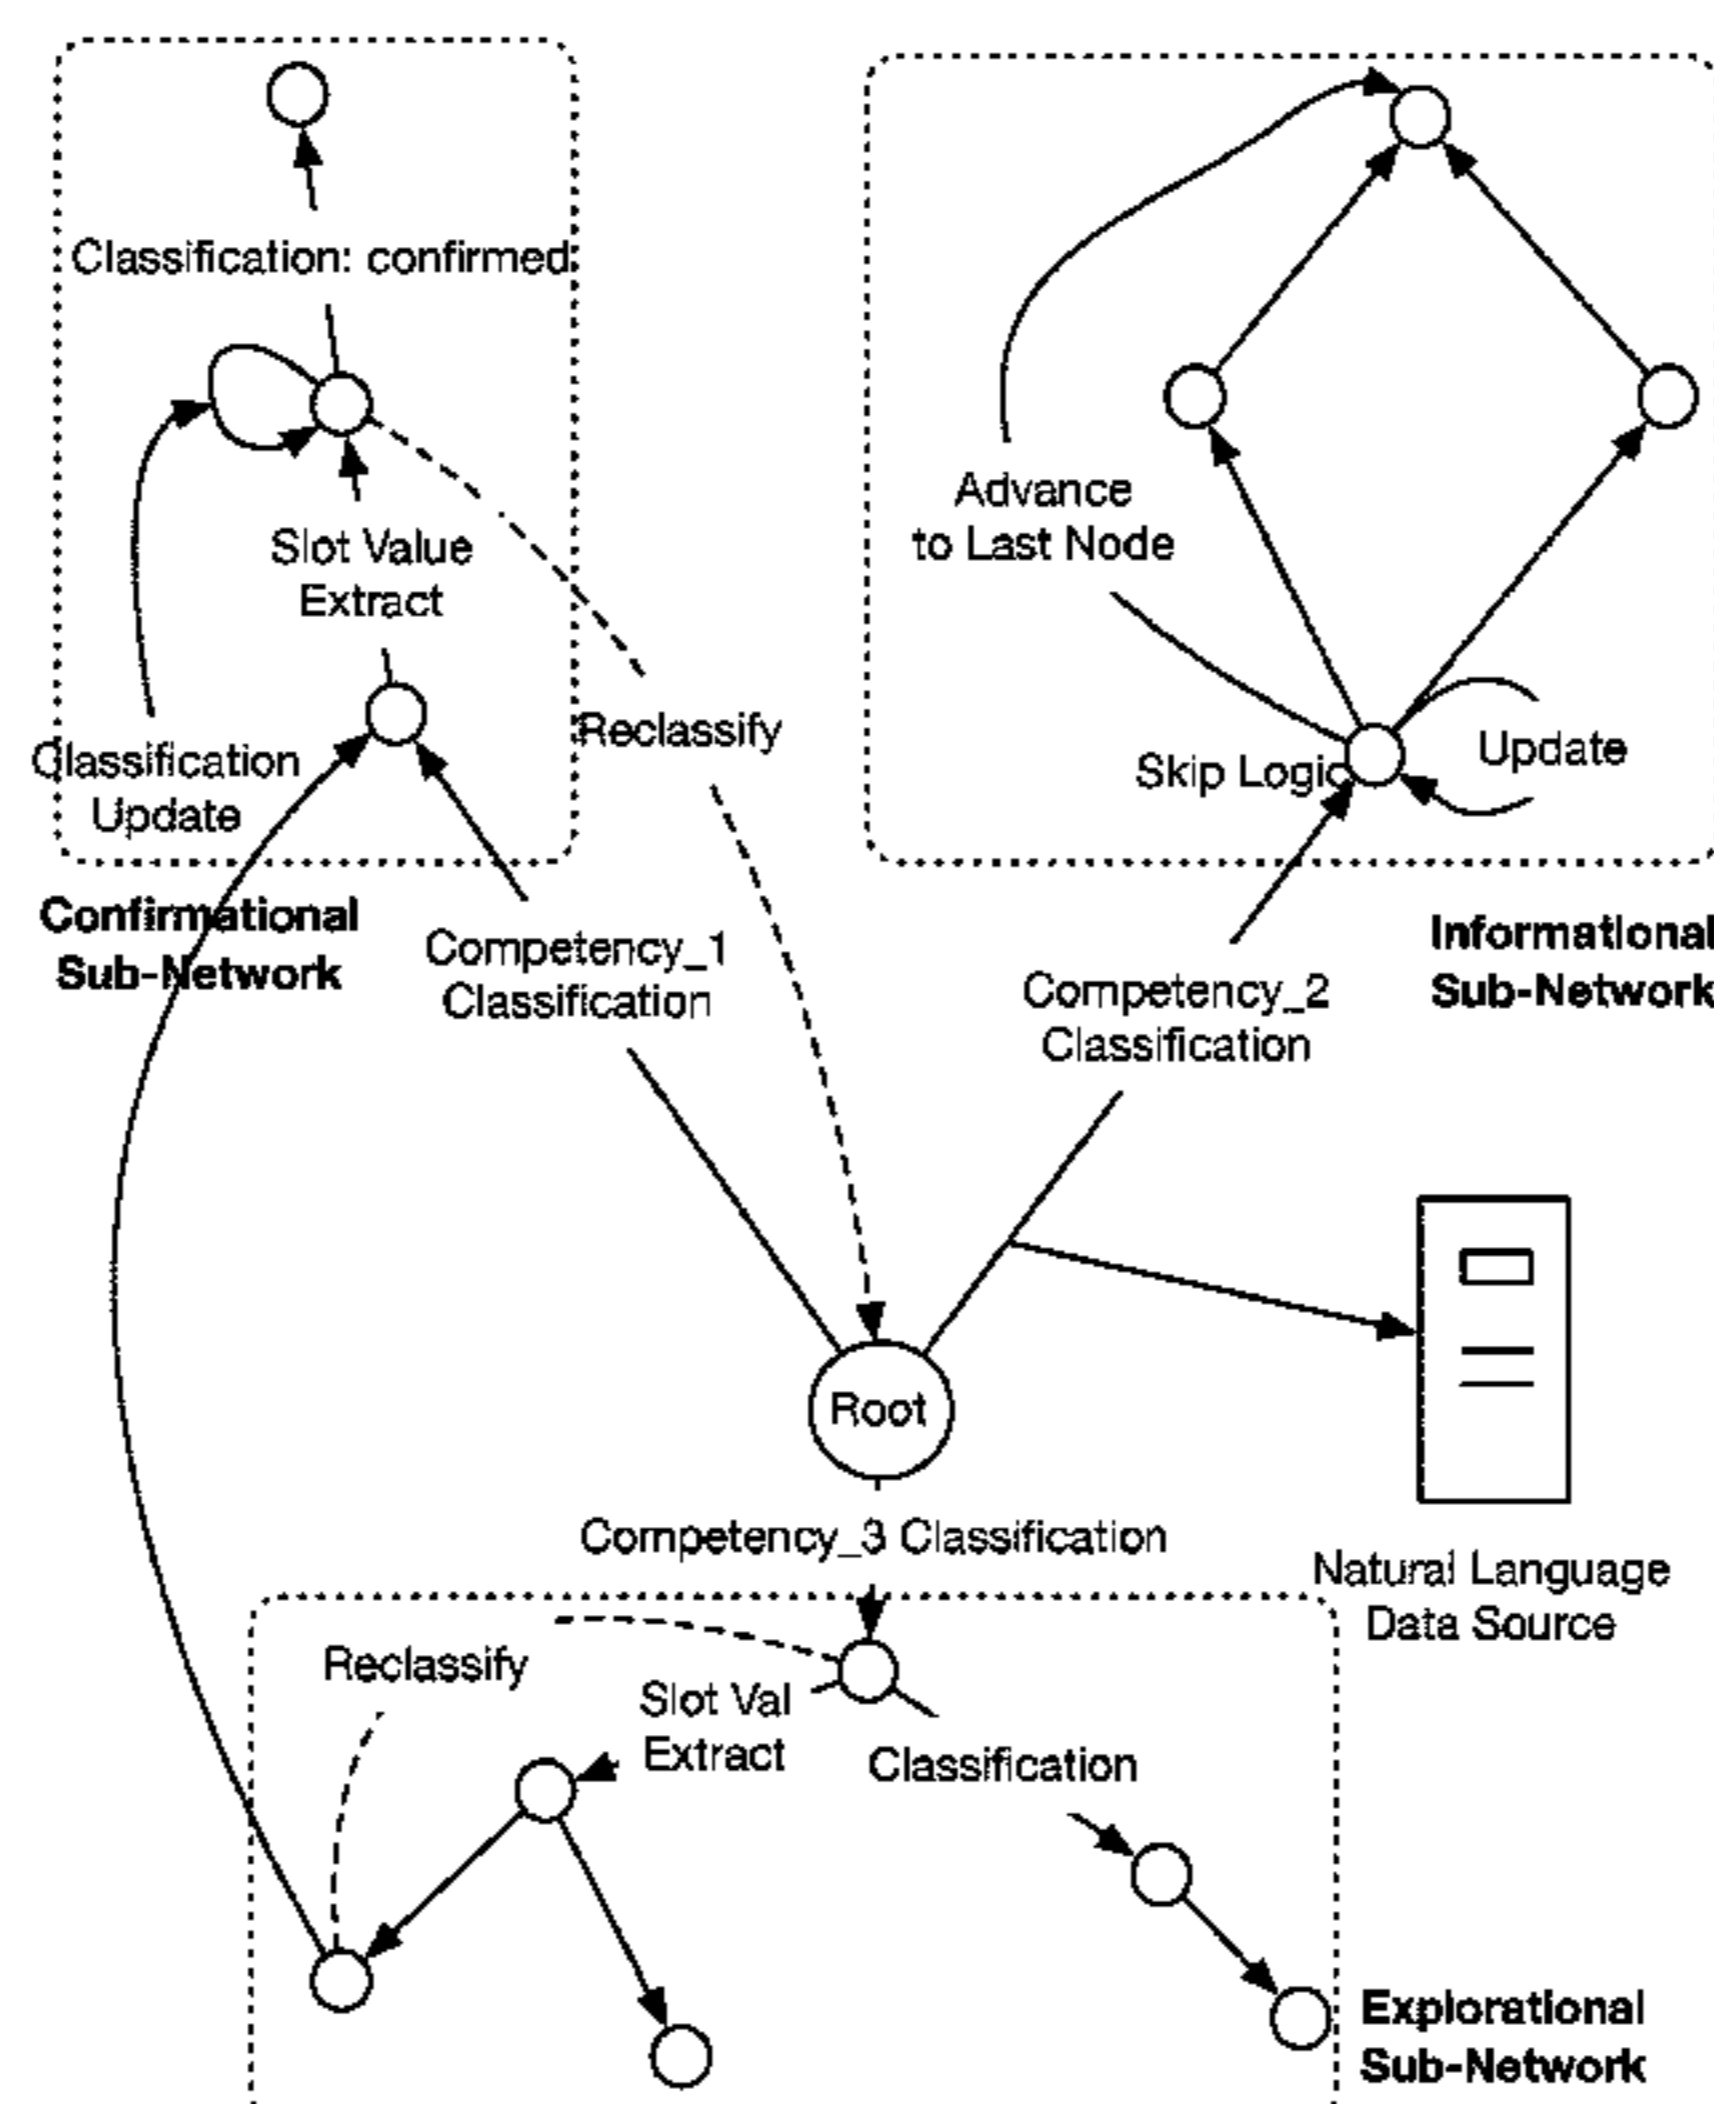 Classification: confirmed
Slot Value
Extract
Classification
Update
Reclassify
Confirmational
Sub-Network
Advance
to Last Node
Skip Logic
Update
Informational
Sub-Network
Competency_1
Classification
Competency_2
Classification
Root
Natural Language
Data Source
Competency_3 Classification
Reclassify
Slot Val
Extract
Classification
Explorational
Sub-Network